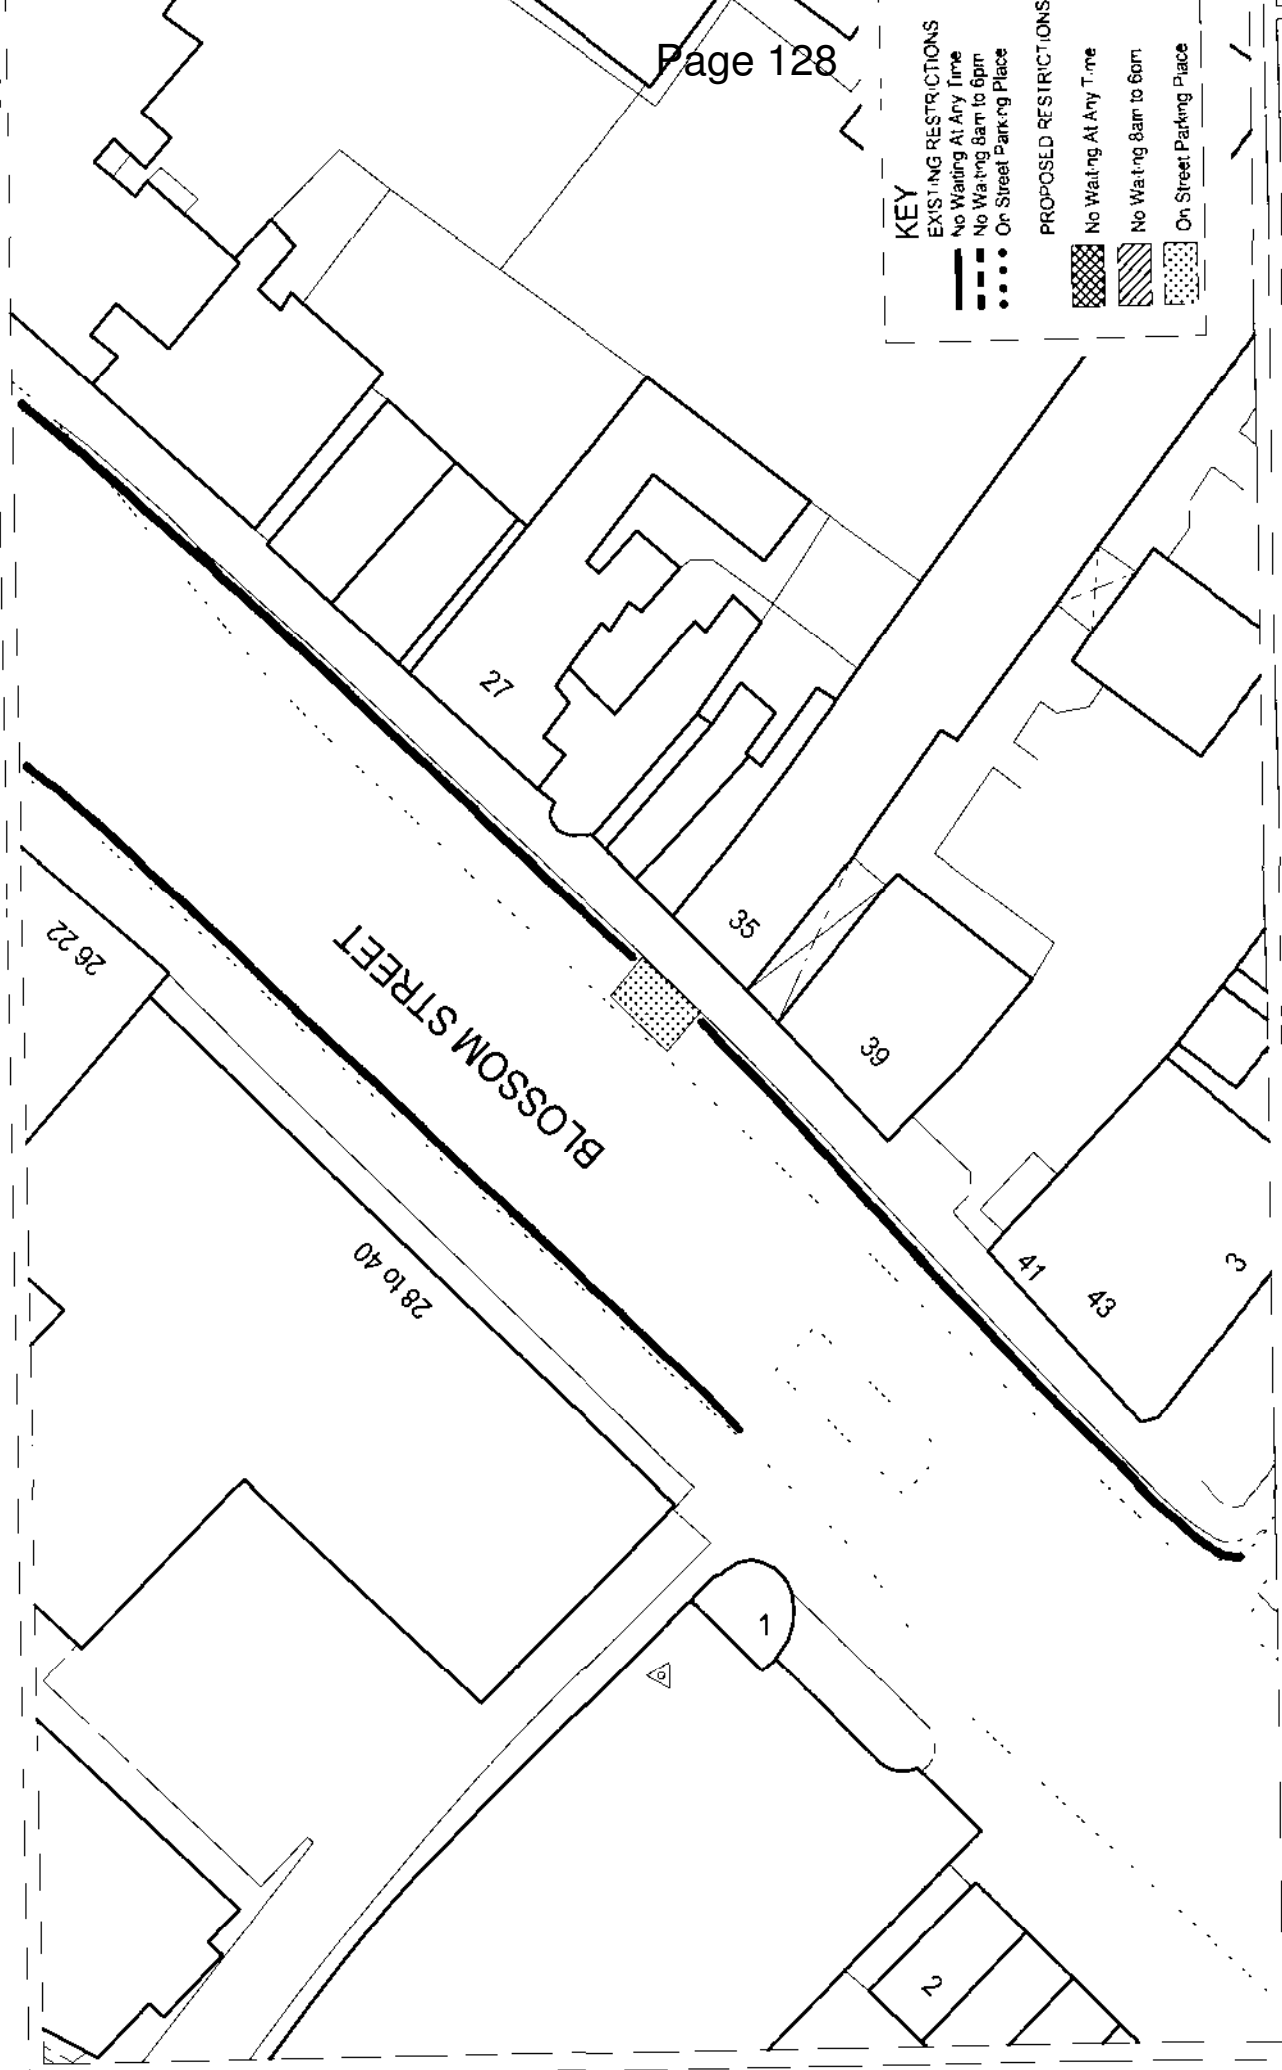 Page 128
KEY
EXISTING RESTRICTIONS
No Waiting At Any Time
No Waiting 8am to 6pm
On Street Parking Place
PROPOSED RESTRICTIONS
No Waiting At Any Time
No Waiting 8am to 6pm
On Street Parking Place
27
35
39
41
43
3
BLOSSOM STREET
26 22
28 to 40
1
2